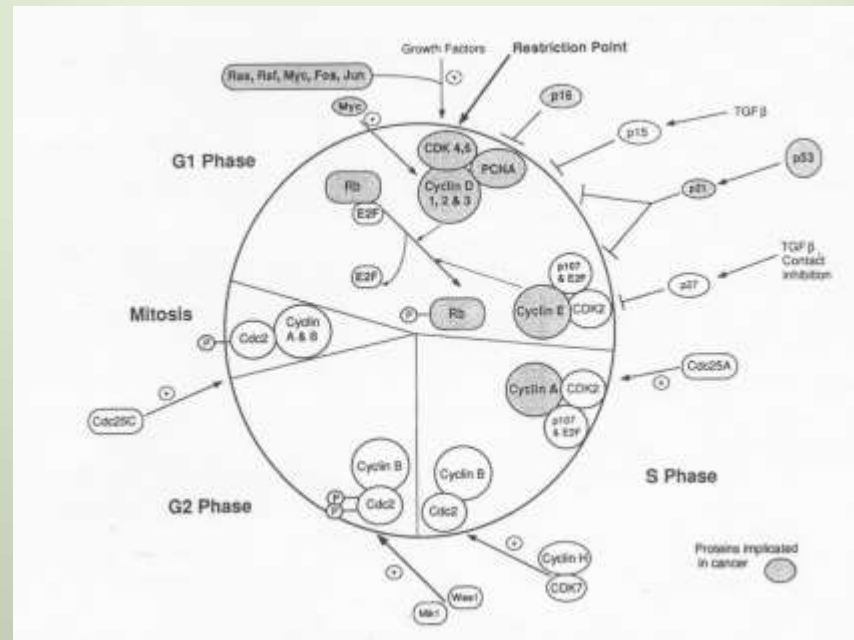 Growth Factors
Restriction Point
Ras, Raf, Myc, Fos, Jun
+
Myc
+
p16
p15
TGFβ
G1 Phase
CDK 4,6
PCNA
Cyclin D
1, 2 & 3
p53
p21
Rb
E2F
E2F
TGFβ,
Contact
inhibition
p107
& E2F
p27
Cyclin E
CDK2
P
Rb
Mitosis
P
Cdc2
Cyclin
A & B
Cdc25A
+
Cyclin A
CDK2
p107
& E2F
+
Cdc25C
S Phase
Cyclin B
Cyclin B
P
P
Cdc2
Cdc2
G2 Phase
+
Cyclin H
CDK7
+
Wee1
Mik1
Proteins implicated
in cancer